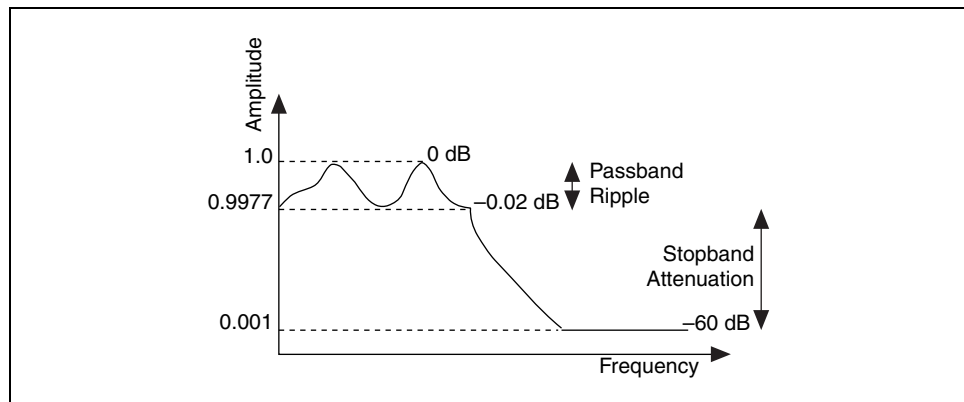 Amplitude
1.0
0 dB
Passband
Ripple
0.9977
–0.02 dB
Stopband
Attenuation
0.001
–60 dB
Frequency